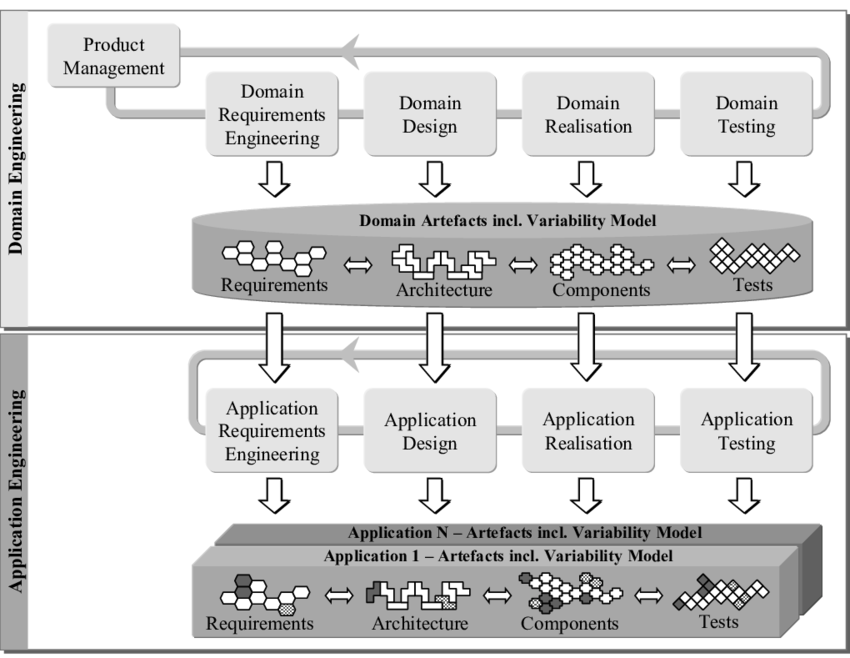 Domain Engineering
Product
Management
Domain
Requirements
Engineering
Domain
Design
Domain
Realisation
Domain
Testing
Domain Artefacts incl. Variability Model
Requirements
Architecture
Components
Tests
Application Engineering
Application
Requirements
Engineering
Application
Design
Application
Realisation
Application
Testing
Application N – Artefacts incl. Variability Model
Application 1 – Artefacts incl. Variability Model
Requirements
Architecture
Components
Tests